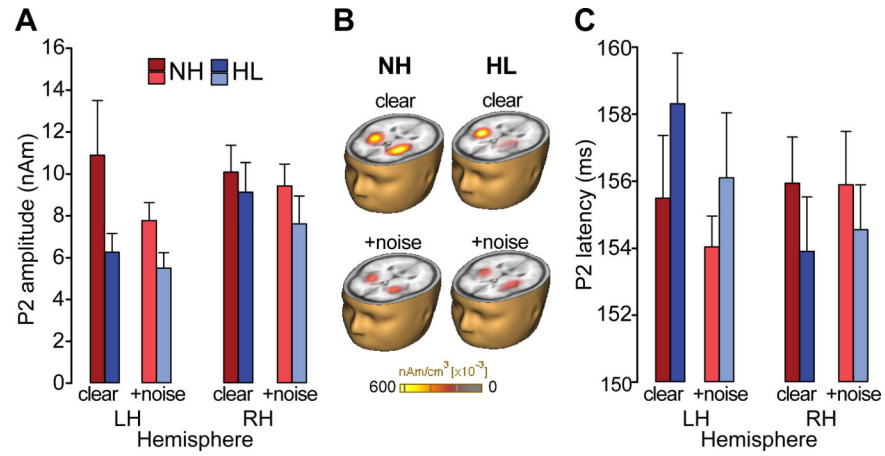 A
P2 amplitude (nAm)
16
14
12
10
8
6
4
2
0
NH HL
clear +noise clear +noise
LH RH
Hemisphere
B
NH HL
clear clear
+noise +noise
nAm/cm³ [x10⁻³]
600 0
C
P2 latency (ms)
160
158
156
154
152
150
clear +noise clear +noise
LH RH
Hemisphere